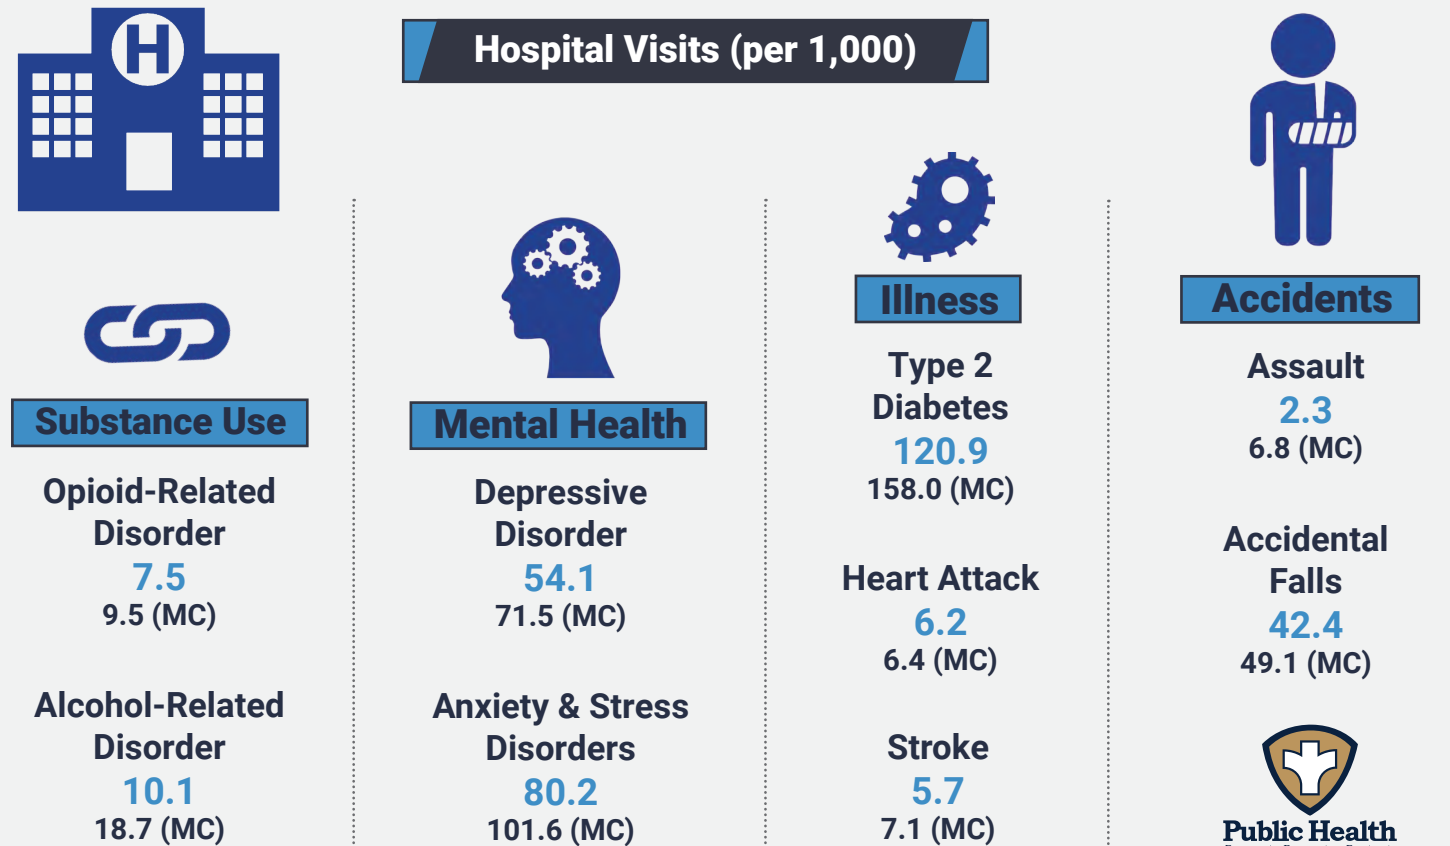 H
Hospital Visits (per 1,000)
Substance Use
Opioid-Related
Disorder
7.5
9.5 (MC)
Alcohol-Related
Disorder
10.1
18.7 (MC)
Mental Health
Depressive
Disorder
54.1
71.5 (MC)
Anxiety & Stress
Disorders
80.2
101.6 (MC)
Illness
Type 2
Diabetes
120.9
158.0 (MC)
Heart Attack
6.2
6.4 (MC)
Stroke
5.7
7.1 (MC)
Accidents
Assault
2.3
6.8 (MC)
Accidental
Falls
42.4
49.1 (MC)
Public Health